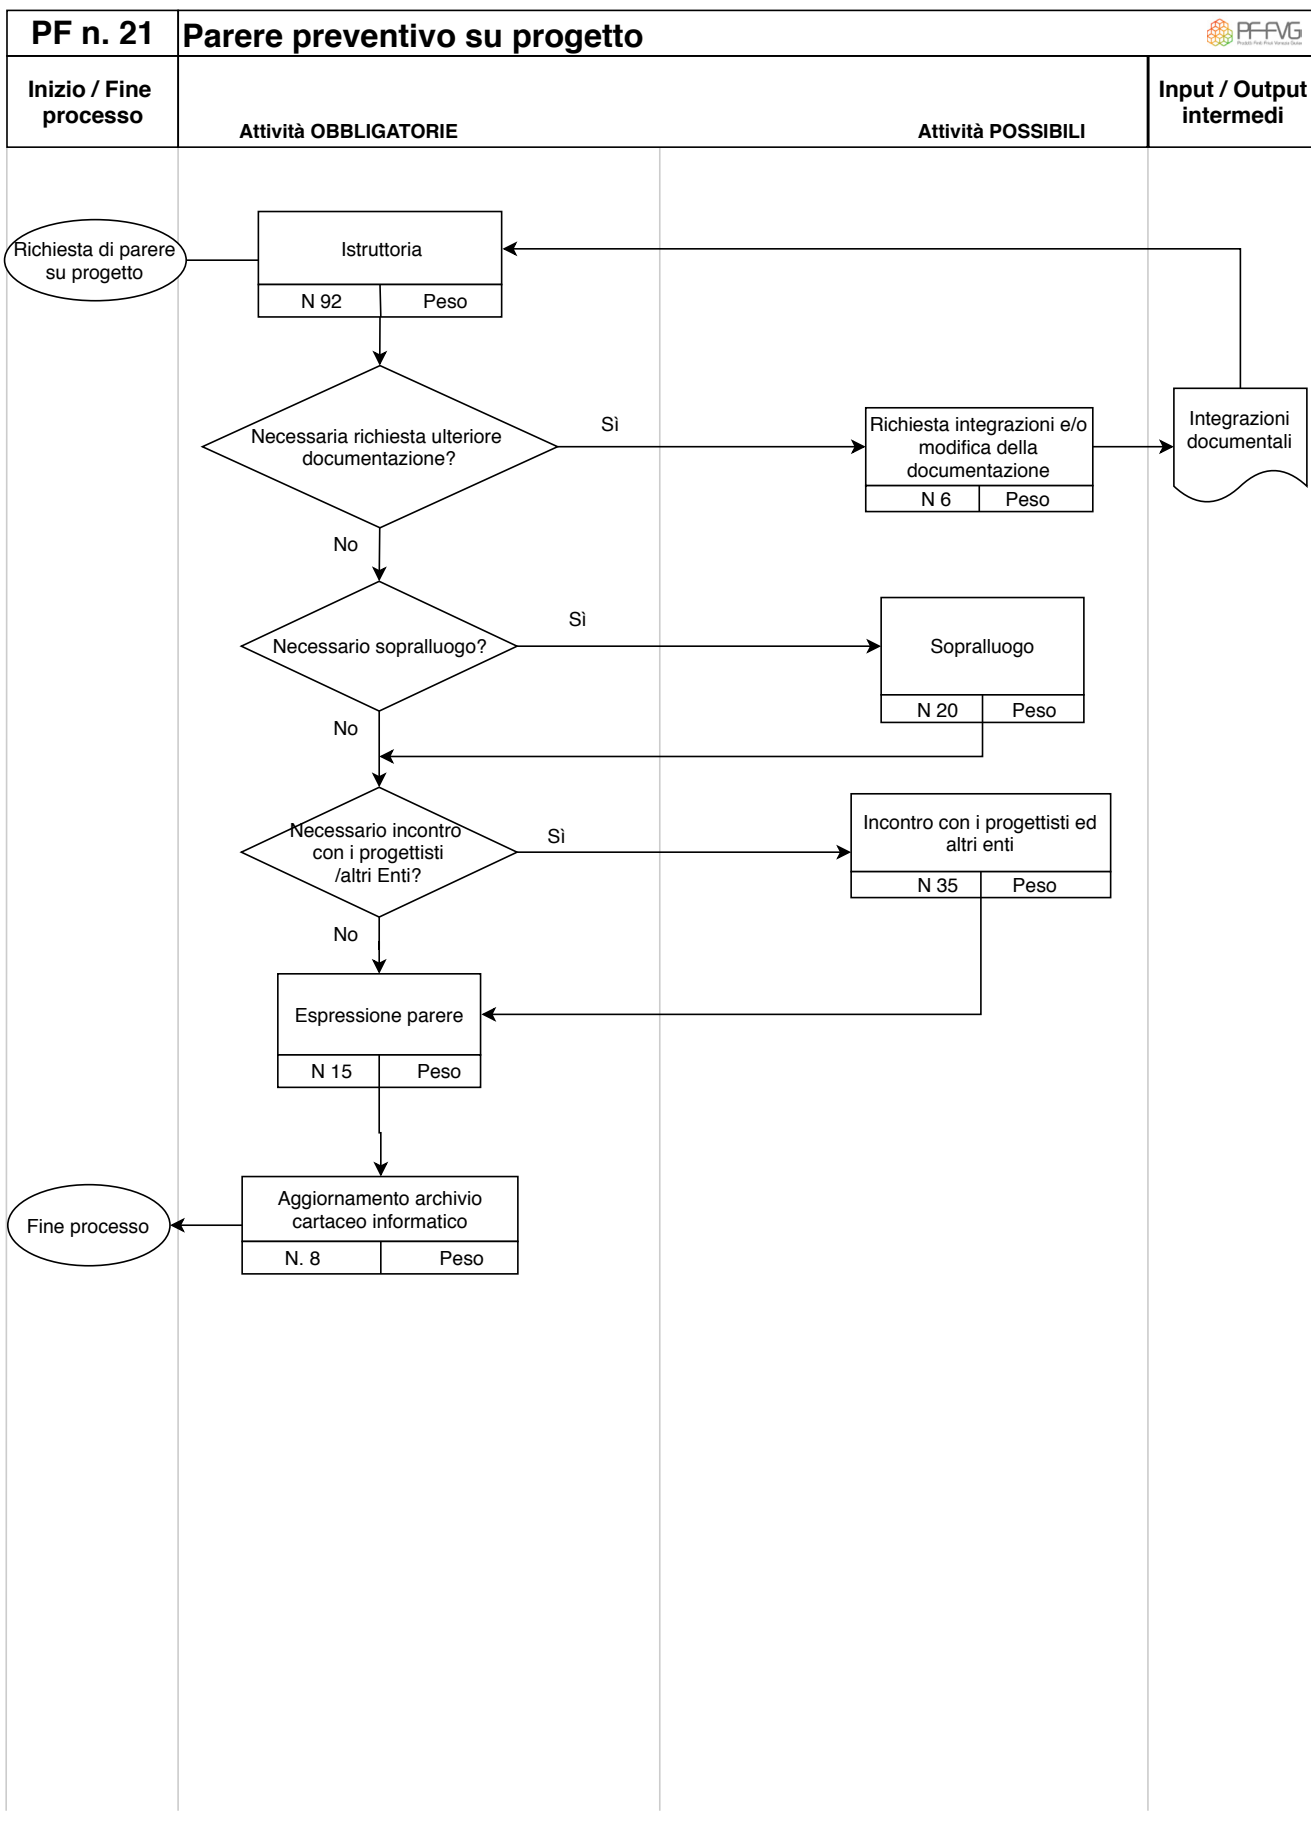 PF n. 21
Parere preventivo su progetto
PF-FVG
Inizio / Fine
processo
Attività OBBLIGATORIE
Attività POSSIBILI
Input / Output
intermedi
Richiesta di parere
su progetto
Istruttoria
N 92
Peso
Necessaria richiesta ulteriore
documentazione?
Sì
Richiesta integrazioni e/o
modifica della
documentazione
N 6
Peso
Integrazioni
documentali
No
Necessario sopralluogo?
Sì
Sopralluogo
N 20
Peso
No
Necessario incontro
con i progettisti
/altri Enti?
Sì
Incontro con i progettisti ed
altri enti
N 35
Peso
No
Espressione parere
N 15
Peso
Aggiornamento archivio
cartaceo informatico
N. 8
Peso
Fine processo